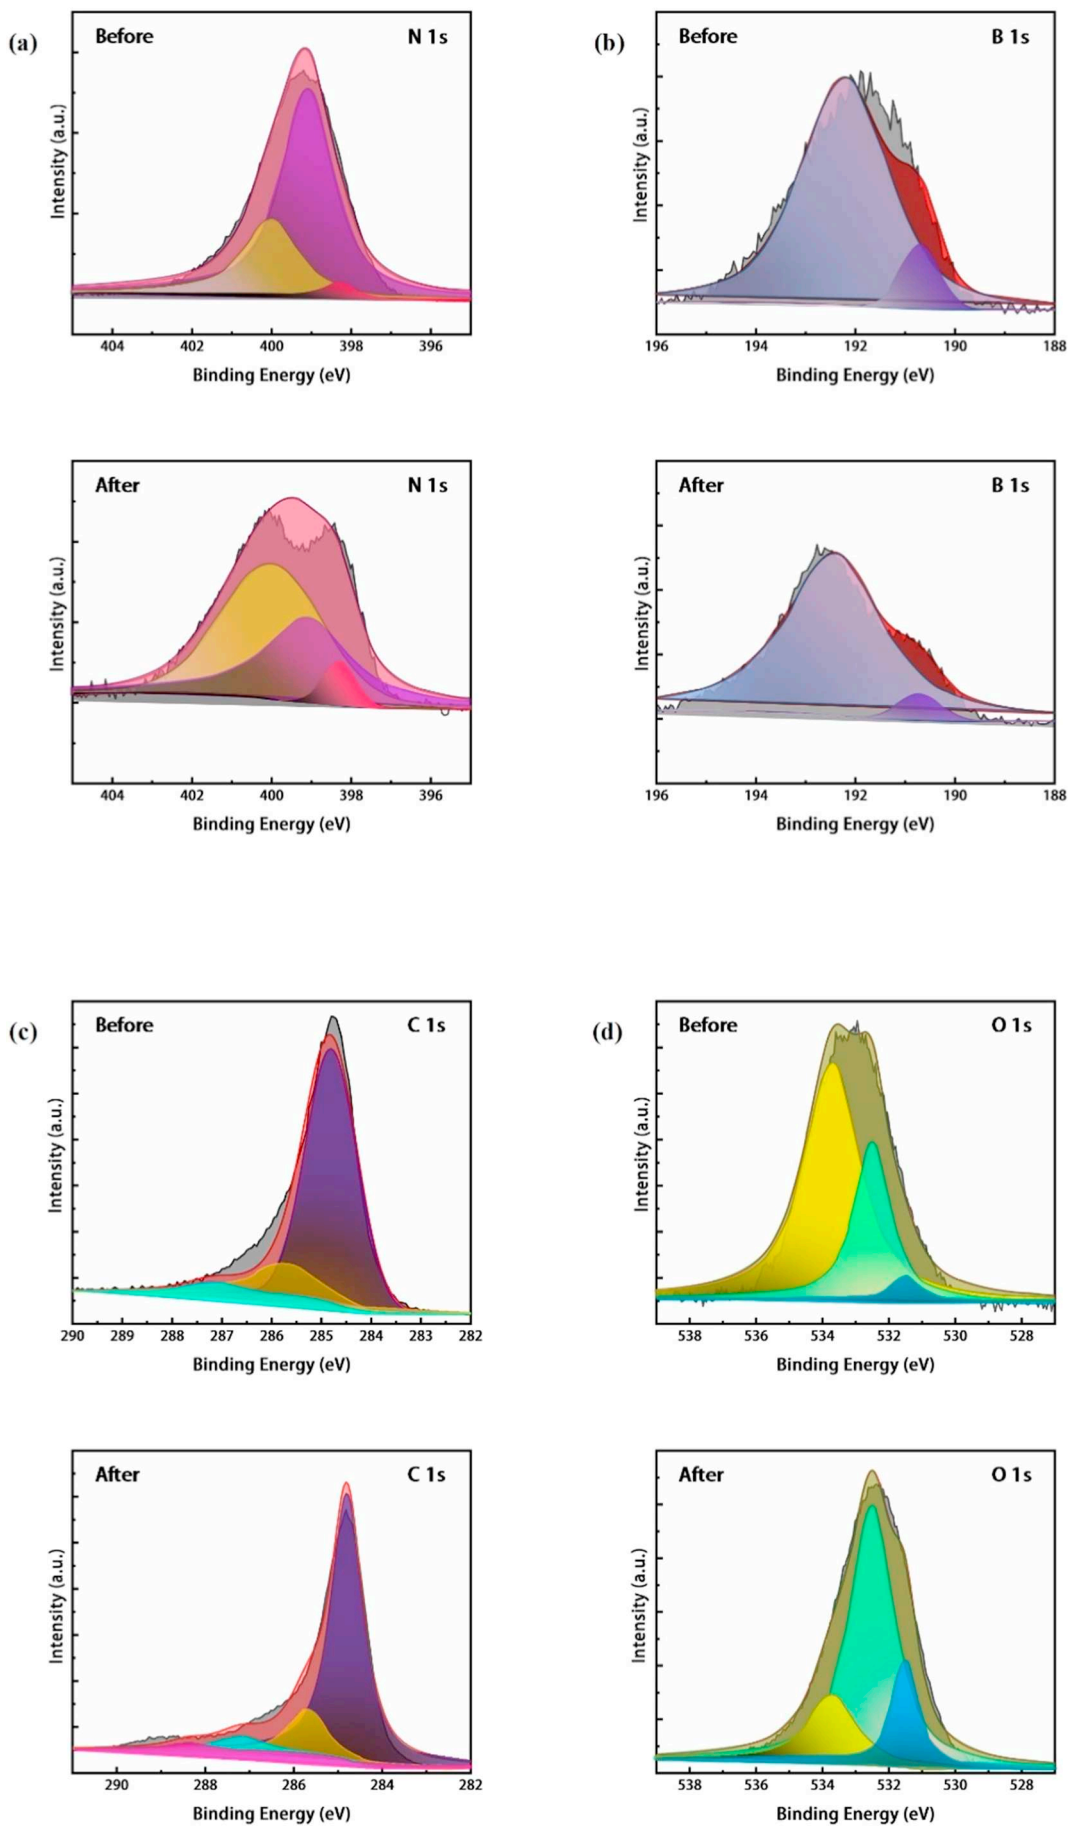 (a)
Before
N 1s
Intensity (a.u.)
404 402 400 398 396
Binding Energy (eV)
(b)
Before
B 1s
Intensity (a.u.)
196 194 192 190 188
Binding Energy (eV)
After
N 1s
Intensity (a.u.)
404 402 400 398 396
Binding Energy (eV)
After
B 1s
Intensity (a.u.)
196 194 192 190 188
Binding Energy (eV)
(c)
Before
C 1s
Intensity (a.u.)
290 289 288 287 286 285 284 283 282
Binding Energy (eV)
(d)
Before
O 1s
Intensity (a.u.)
538 536 534 532 530 528
Binding Energy (eV)
After
C 1s
Intensity (a.u.)
290 288 286 284 282
Binding Energy (eV)
After
O 1s
Intensity (a.u.)
538 536 534 532 530 528
Binding Energy (eV)